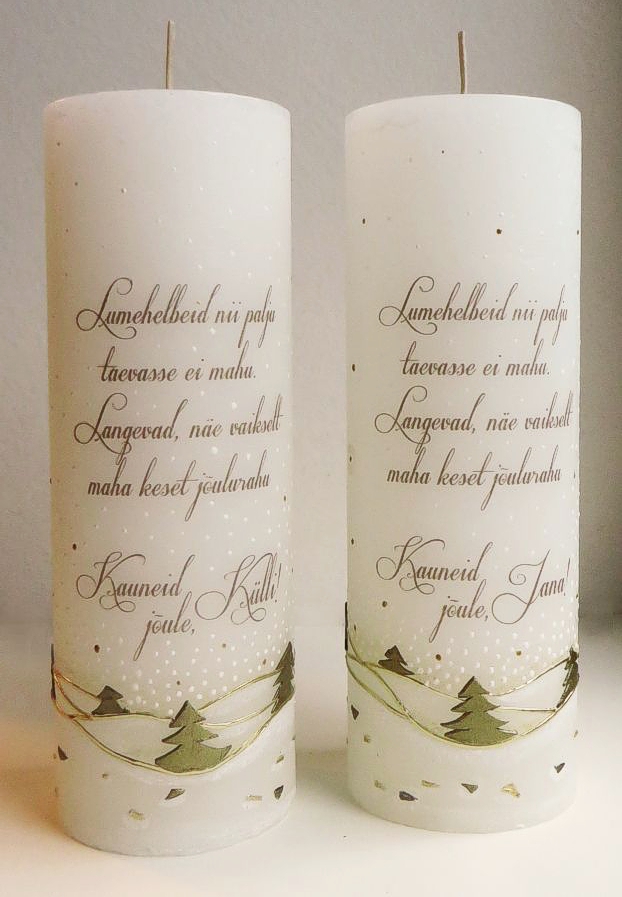 Lumehelbeid nii palju
taevasse ei mahu.
Langevad, näe vaikselt
maha keset jõulurahu
Kauneid
jõule, Külli!
Lumehelbeid nii palju
taevasse ei mahu.
Langevad, näe vaikselt
maha keset jõulurahu
Kauneid
jõule, Jana!